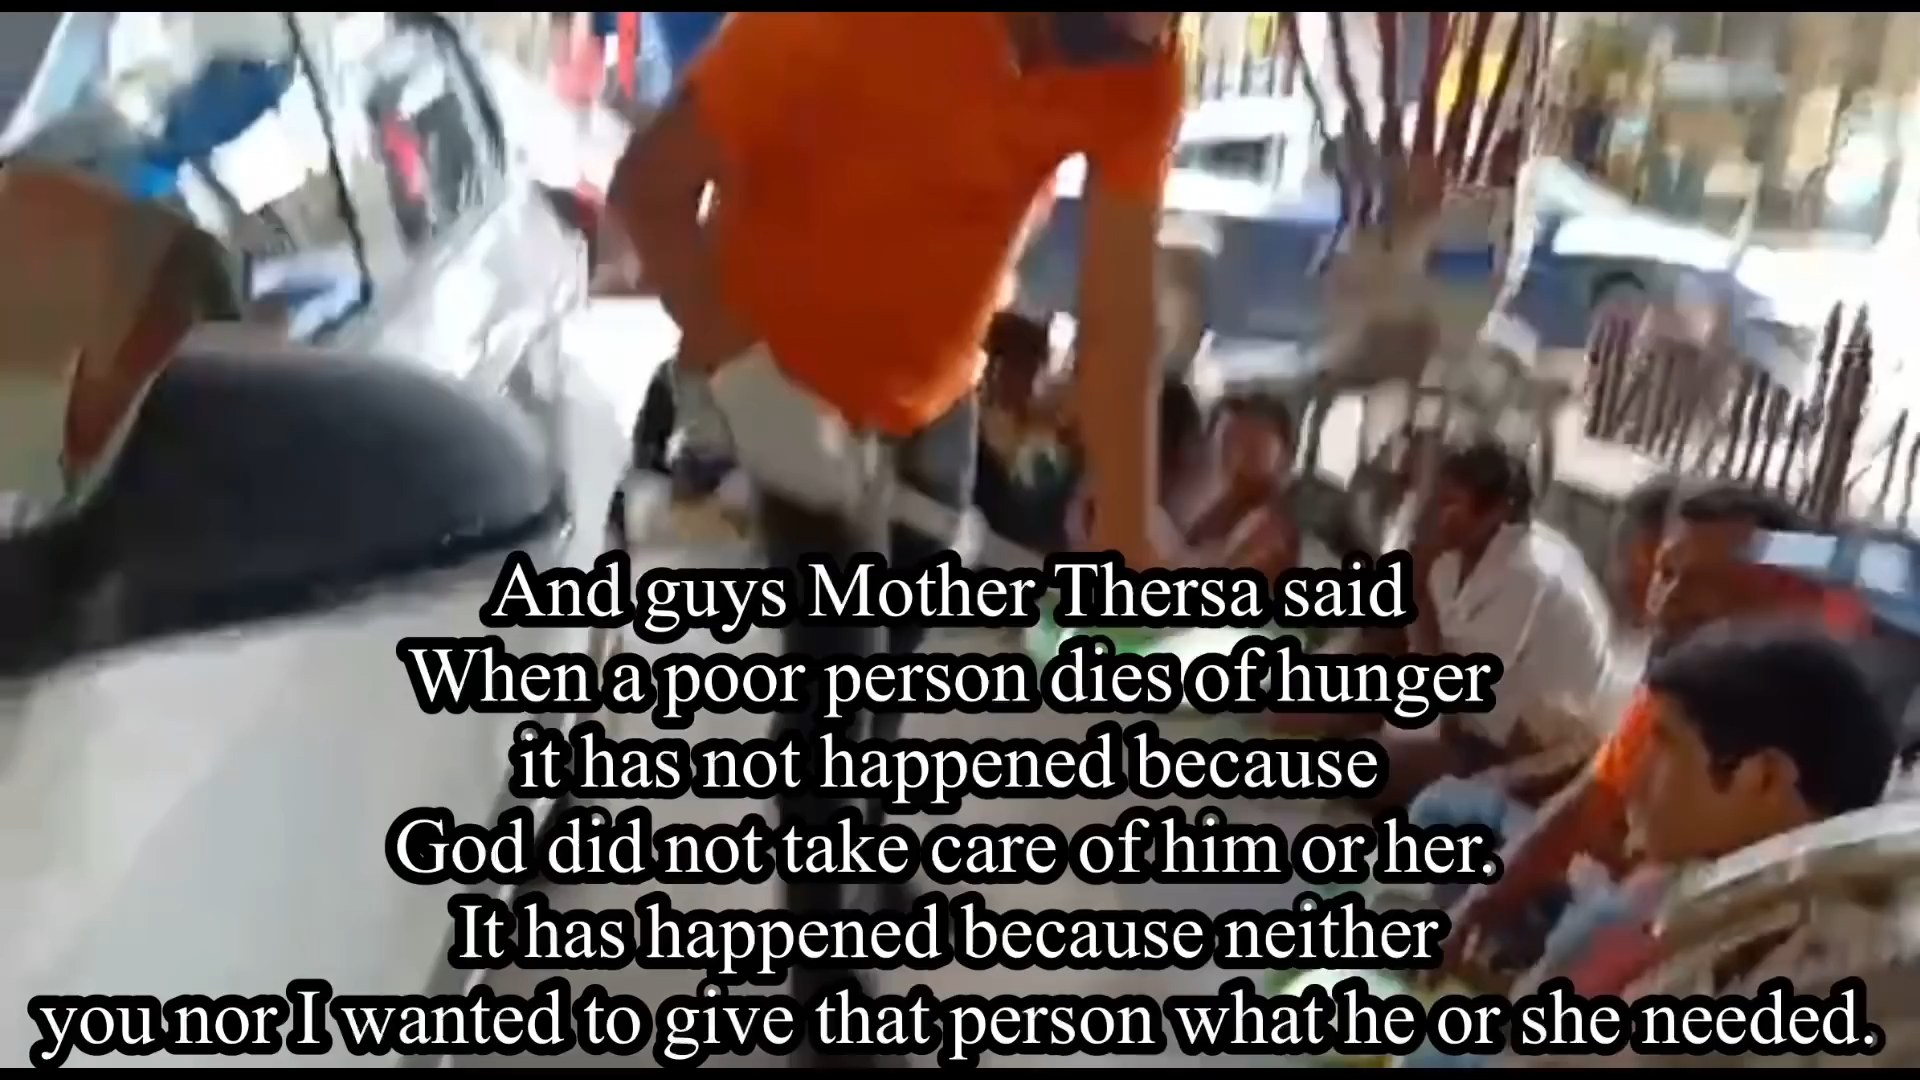 And guys Mother Thersa said
When a poor person dies of hunger
it has not happened because
God did not take care of him or her.
It has happened because neither
you nor I wanted to give that person what he or she needed.